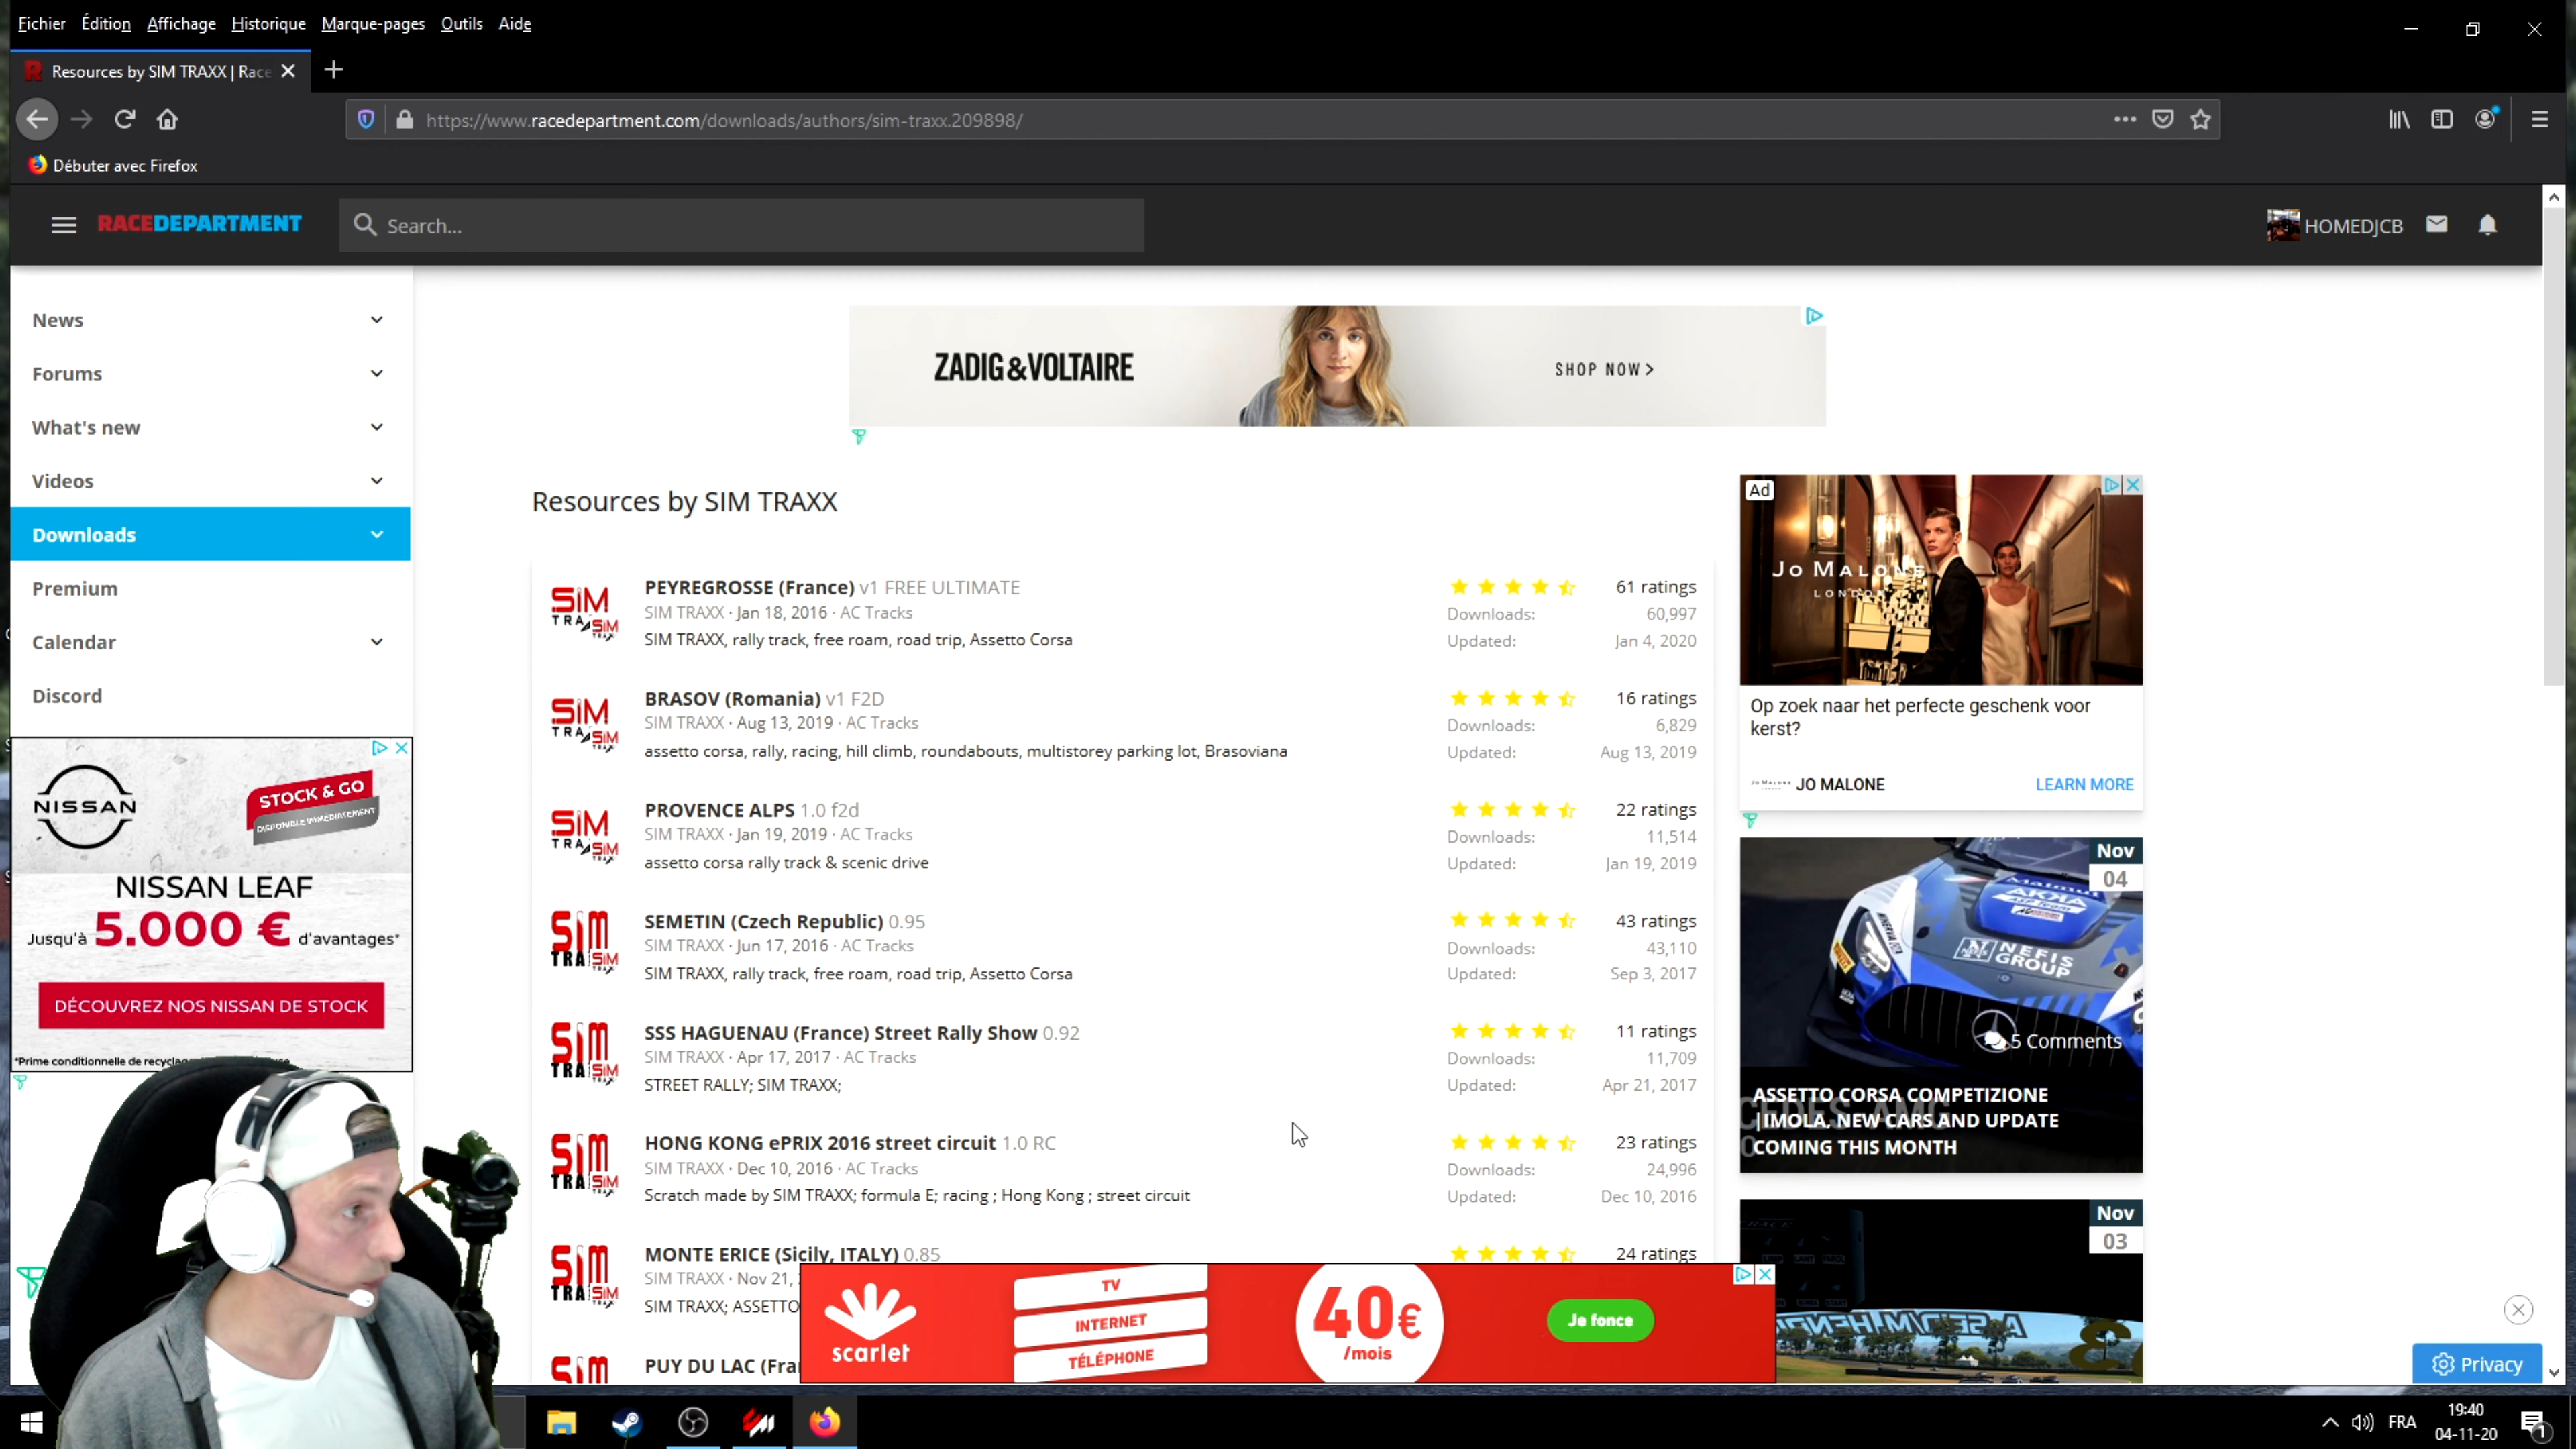 Fichier Édition Affichage Historique Marque-pages Outils Aide
Resources by SIM TRAXX | Race
https://www.racedepartment.com/downloads/authors/sim-traxx.209898/
Débuter avec Firefox
RACEDEPARTMENT
Search...
HOMEDJCB
News
Forums
What's new
Videos
Downloads
Premium
Calendar
Discord
NISSAN
STOCK & GO
DISPONIBLE IMMÉDIATEMENT
NISSAN LEAF
Jusqu'à 5.000 € d'avantages*
DÉCOUVREZ NOS NISSAN DE STOCK
*Prime conditionnelle de recyclage
ZADIG&VOLTAIRE
SHOP NOW >
Resources by SIM TRAXX
PEYREGROSSE (France) v1 FREE ULTIMATE
61 ratings
SIM TRAXX · Jan 18, 2016 · AC Tracks
Downloads: 60,997
SIM TRAXX, rally track, free roam, road trip, Assetto Corsa
Updated: Jan 4, 2020
BRASOV (Romania) v1 F2D
16 ratings
SIM TRAXX · Aug 13, 2019 · AC Tracks
Downloads: 6,829
assetto corsa, rally, racing, hill climb, roundabouts, multistorey parking lot, Brasoviana
Updated: Aug 13, 2019
PROVENCE ALPS 1.0 f2d
22 ratings
SIM TRAXX · Jan 19, 2019 · AC Tracks
Downloads: 11,514
assetto corsa rally track & scenic drive
Updated: Jan 19, 2019
SEMETIN (Czech Republic) 0.95
43 ratings
SIM TRAXX · Jun 17, 2016 · AC Tracks
Downloads: 43,110
SIM TRAXX, rally track, free roam, road trip, Assetto Corsa
Updated: Sep 3, 2017
SSS HAGUENAU (France) Street Rally Show 0.92
11 ratings
SIM TRAXX · Apr 17, 2017 · AC Tracks
Downloads: 11,709
STREET RALLY; SIM TRAXX;
Updated: Apr 21, 2017
HONG KONG ePRIX 2016 street circuit 1.0 RC
23 ratings
SIM TRAXX · Dec 10, 2016 · AC Tracks
Downloads: 24,996
Scratch made by SIM TRAXX; formula E; racing ; Hong Kong ; street circuit
Updated: Dec 10, 2016
MONTE ERICE (Sicily, ITALY) 0.85
24 ratings
SIM TRAXX · Nov 21,
SIM TRAXX; ASSETTO
PUY DU LAC (Fra
scarlet
TV
INTERNET
TÉLÉPHONE
40€
/mois
Je fonce
Ad
JO MALONE
LONDON
Op zoek naar het perfecte geschenk voor
kerst?
JO MALONE
LEARN MORE
Nov
04
AKKA
NEFIS
GROUP
5 Comments
ASSETTO CORSA COMPETIZIONE
|IMOLA, NEW CARS AND UPDATE
COMING THIS MONTH
Nov
03
Privacy
FRA
19:40
04-11-20
1